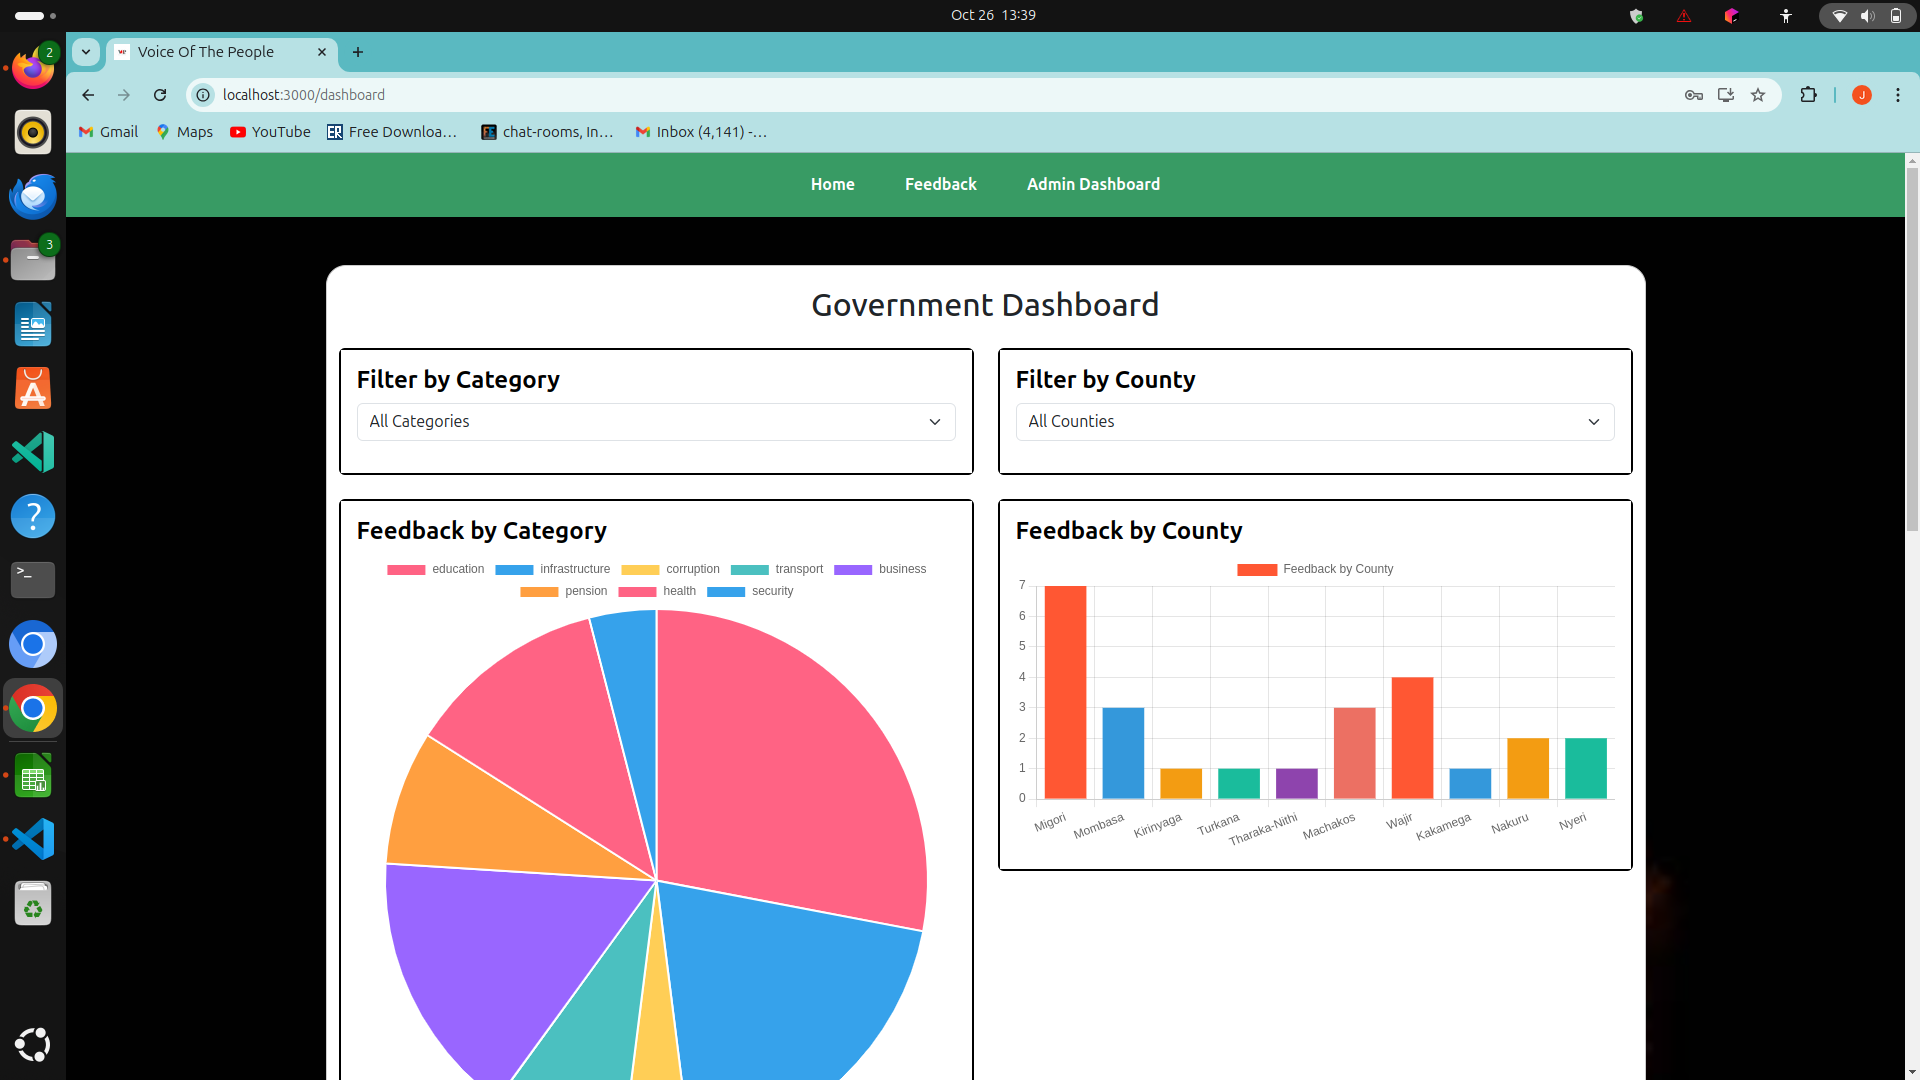 Oct 26 13:39
2
Voice Of The People
localhost:3000/dashboard
J
Gmail Maps YouTube Free Downloa… chat-rooms, In… Inbox (4,141) -…
Home Feedback Admin Dashboard
3
Government Dashboard
Filter by Category
All Categories
Filter by County
All Counties
Feedback by Category
education infrastructure corruption transport business
pension health security
Feedback by County
Feedback by County
7
6
5
4
3
2
1
0
Migori Mombasa Kirinyaga Turkana Tharaka-Nithi Machakos Wajir Kakamega Nakuru Nyeri